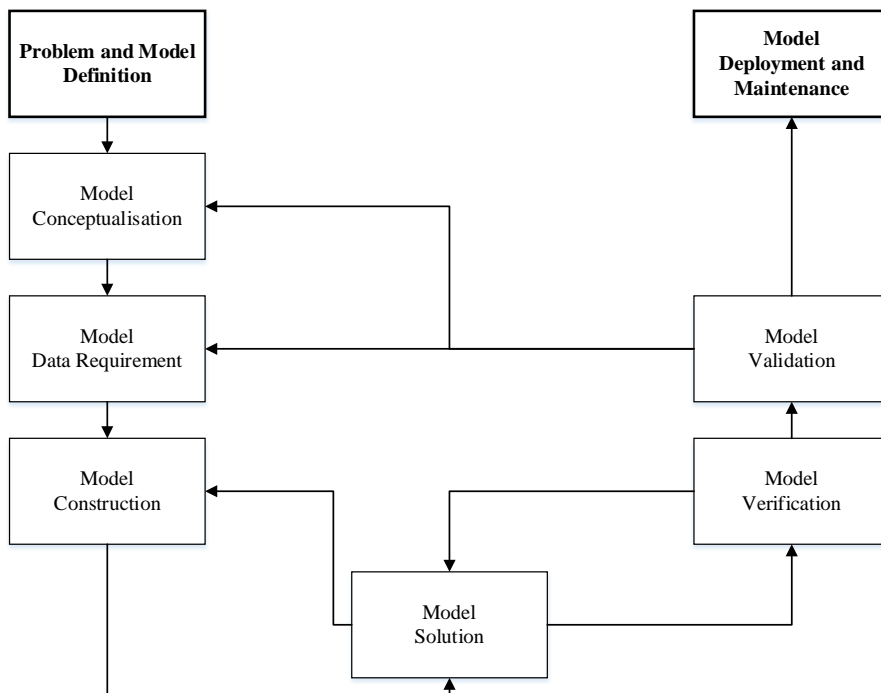 Problem and Model
Definition
Model
Deployment and
Maintenance
Model
Conceptualisation
Model
Data Requirement
Model
Validation
Model
Construction
Model
Verification
Model
Solution